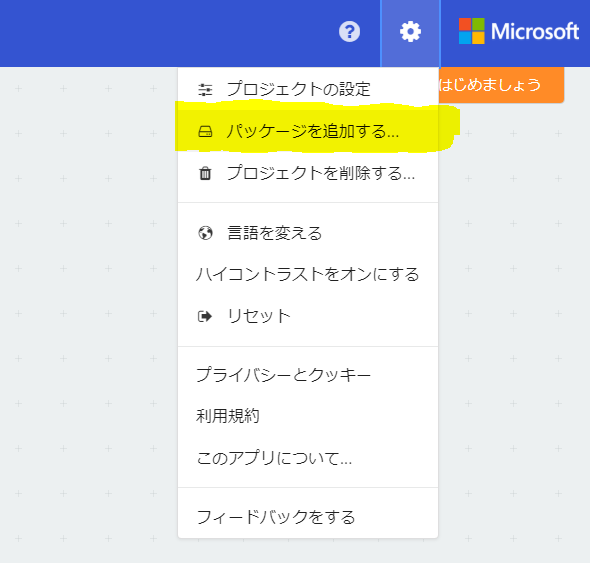 ?
Microsoft
プロジェクトの設定
はじめましょう
パッケージを追加する...
プロジェクトを削除する...
言語を変える
ハイコントラストをオンにする
リセット
プライバシーとクッキー
利用規約
このアプリについて...
フィードバックをする